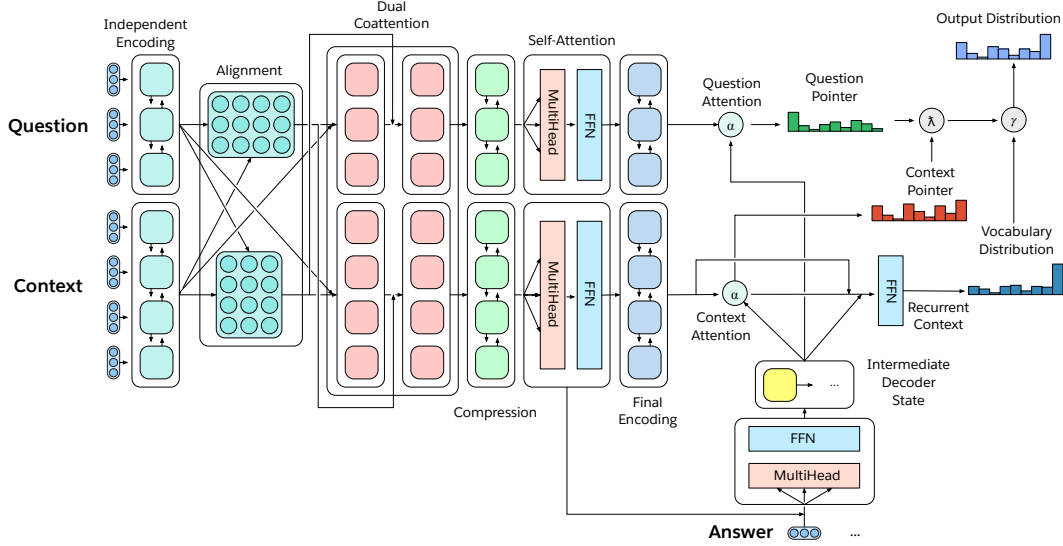 Output Distribution
Dual
Coattention
Independent
Encoding
Self-Attention
Alignment
Question
Attention
Question
Pointer
MultiHead
FFN
Question
α
ƛ
γ
Context
Pointer
Vocabulary
Distribution
MultiHead
FFN
Context
α
FFN
Context
Attention
Recurrent
Context
Intermediate
Decoder
State
...
Compression
Final
Encoding
FFN
MultiHead
Answer
...